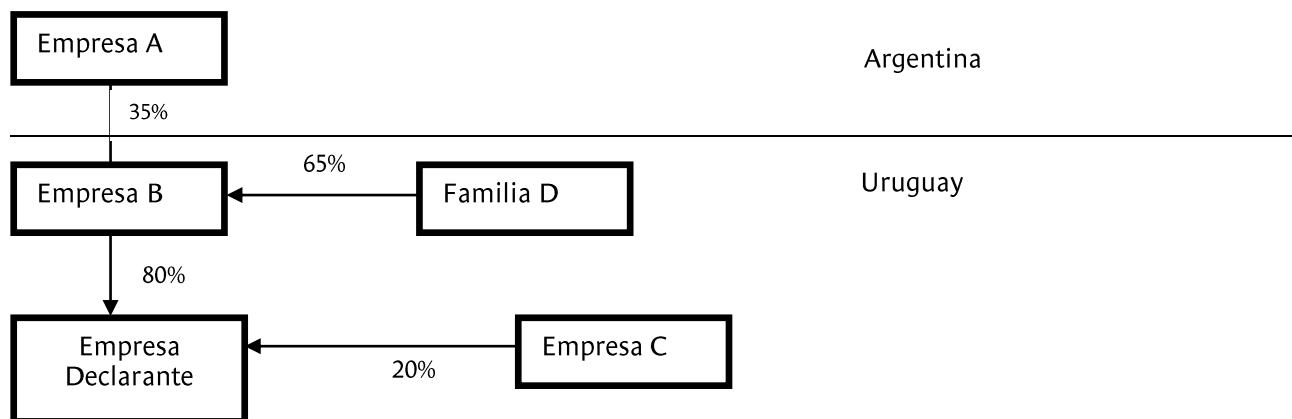 Empresa A
Argentina
35%
65%
Empresa B
Familia D
Uruguay
80%
Empresa
Declarante
Empresa C
20%